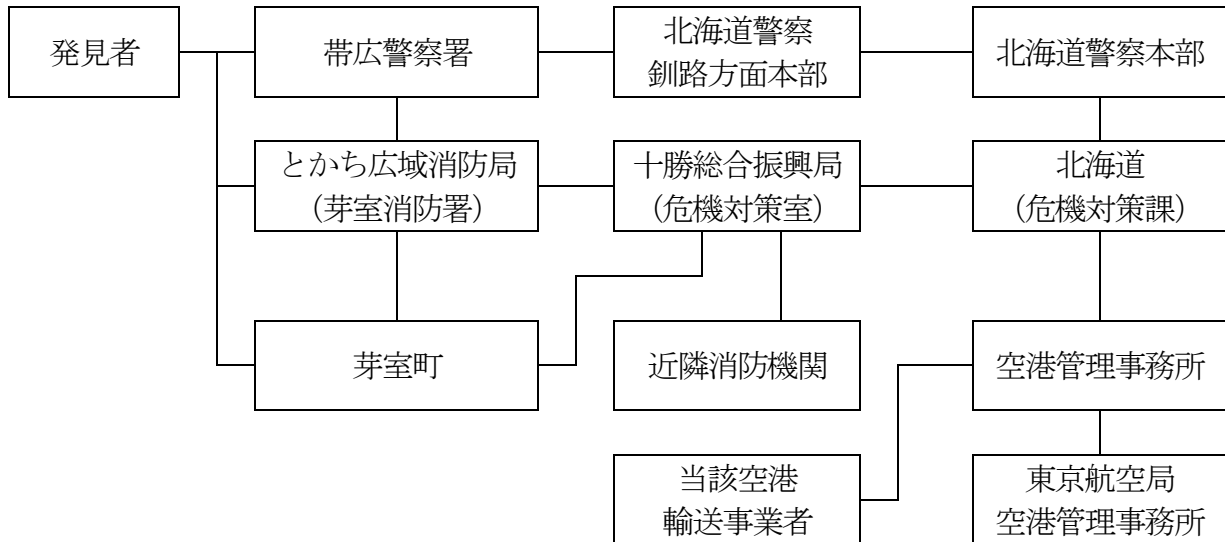 発見者
帯広警察署
北海道警察
釧路方面本部
北海道警察本部
とかち広域消防局
（芽室消防署）
十勝総合振興局
（危機対策室）
北海道
（危機対策課）
芽室町
近隣消防機関
空港管理事務所
当該空港
輸送事業者
東京航空局
空港管理事務所